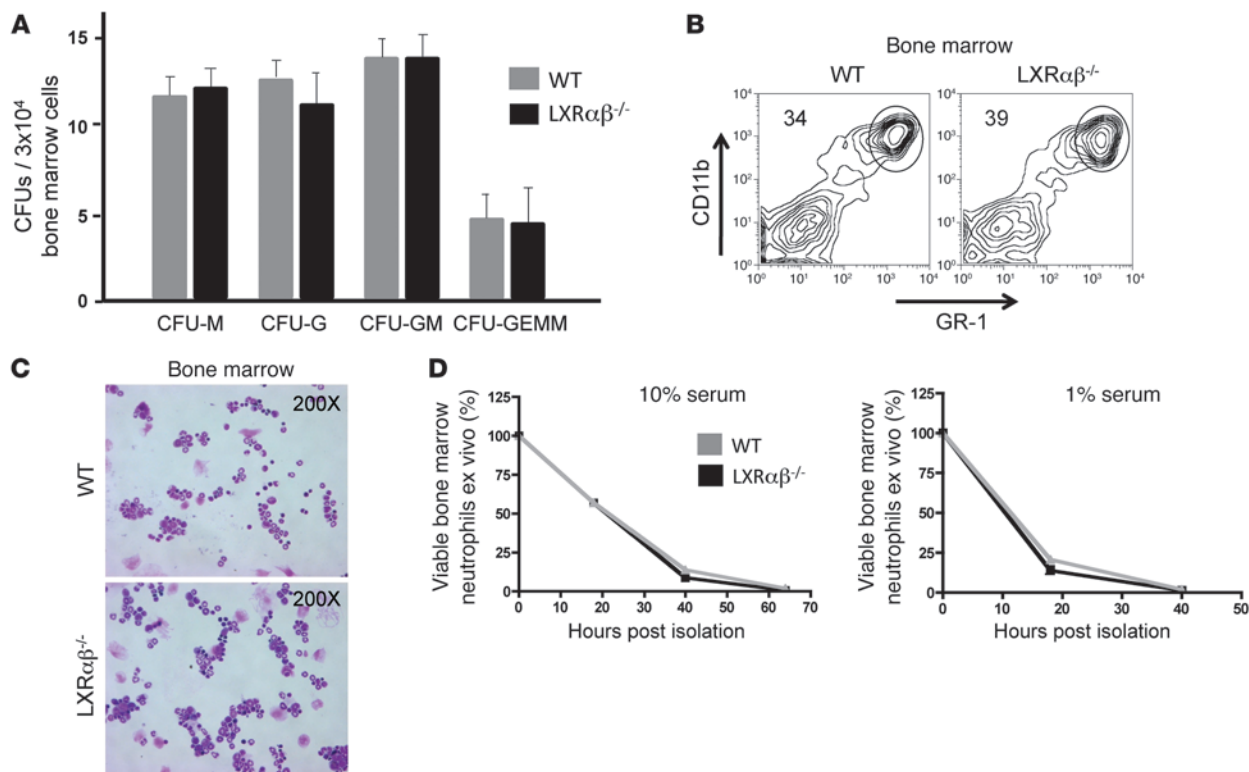 A
CFUs / 3x10⁴
bone marrow cells
15
10
5
0
WT
LXRαβ⁻/⁻
CFU-M
CFU-G
CFU-GM
CFU-GEMM
B
Bone marrow
WT
LXRαβ⁻/⁻
34
39
CD11b
10⁴
10³
10²
10¹
10⁰
10⁰
10¹
10²
10³
10⁴
10⁴
10³
10²
10¹
10⁰
10⁰
10¹
10²
10³
10⁴
GR-1
C
Bone marrow
WT
200X
LXRαβ⁻/⁻
200X
D
10% serum
Viable bone marrow
neutrophils ex vivo (%)
125
100
75
50
25
0
WT
LXRαβ⁻/⁻
0
10
20
30
40
50
60
70
Hours post isolation
1% serum
Viable bone marrow
neutrophils ex vivo (%)
125
100
75
50
25
0
0
10
20
30
40
50
Hours post isolation